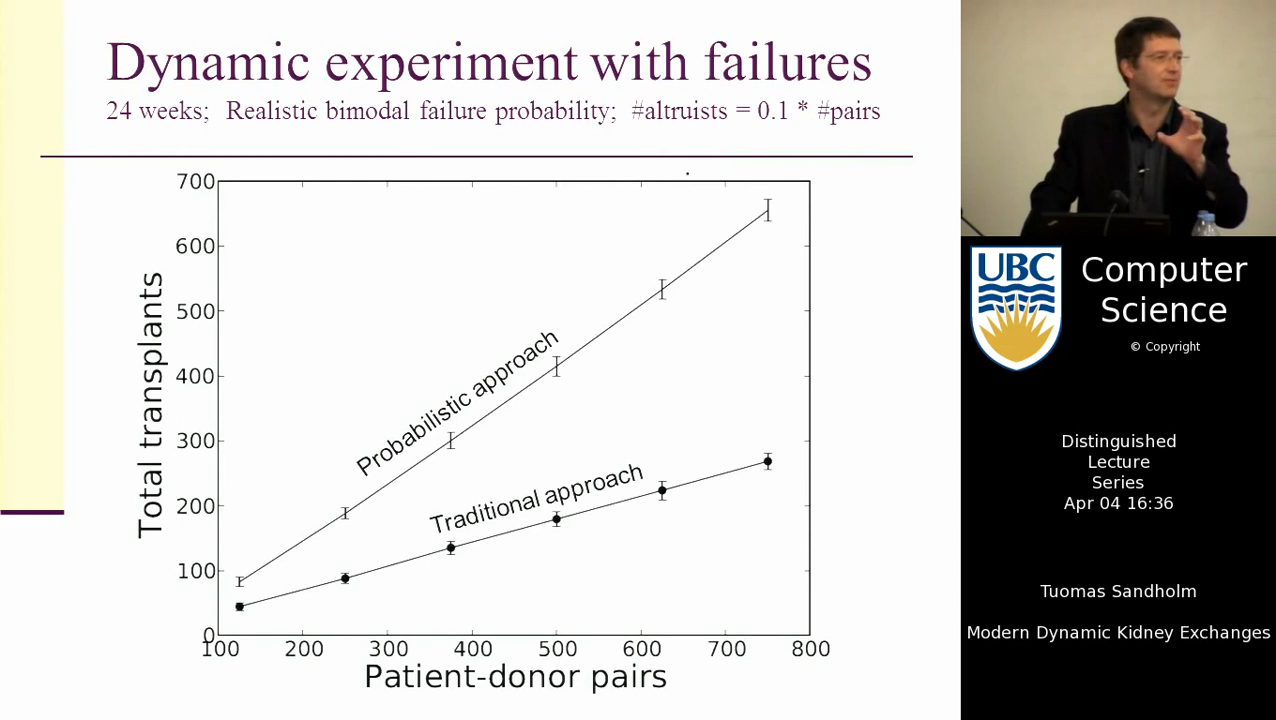 Dynamic experiment with failures
24 weeks; Realistic bimodal failure probability; #altruists = 0.1 * #pairs
700
600
500
400
300
200
100
0
Total transplants
Probabilistic approach
Traditional approach
100 200 300 400 500 600 700 800
Patient-donor pairs
UBC
Computer
Science
© Copyright
Distinguished
Lecture
Series
Apr 04 16:36
Tuomas Sandholm
Modern Dynamic Kidney Exchanges